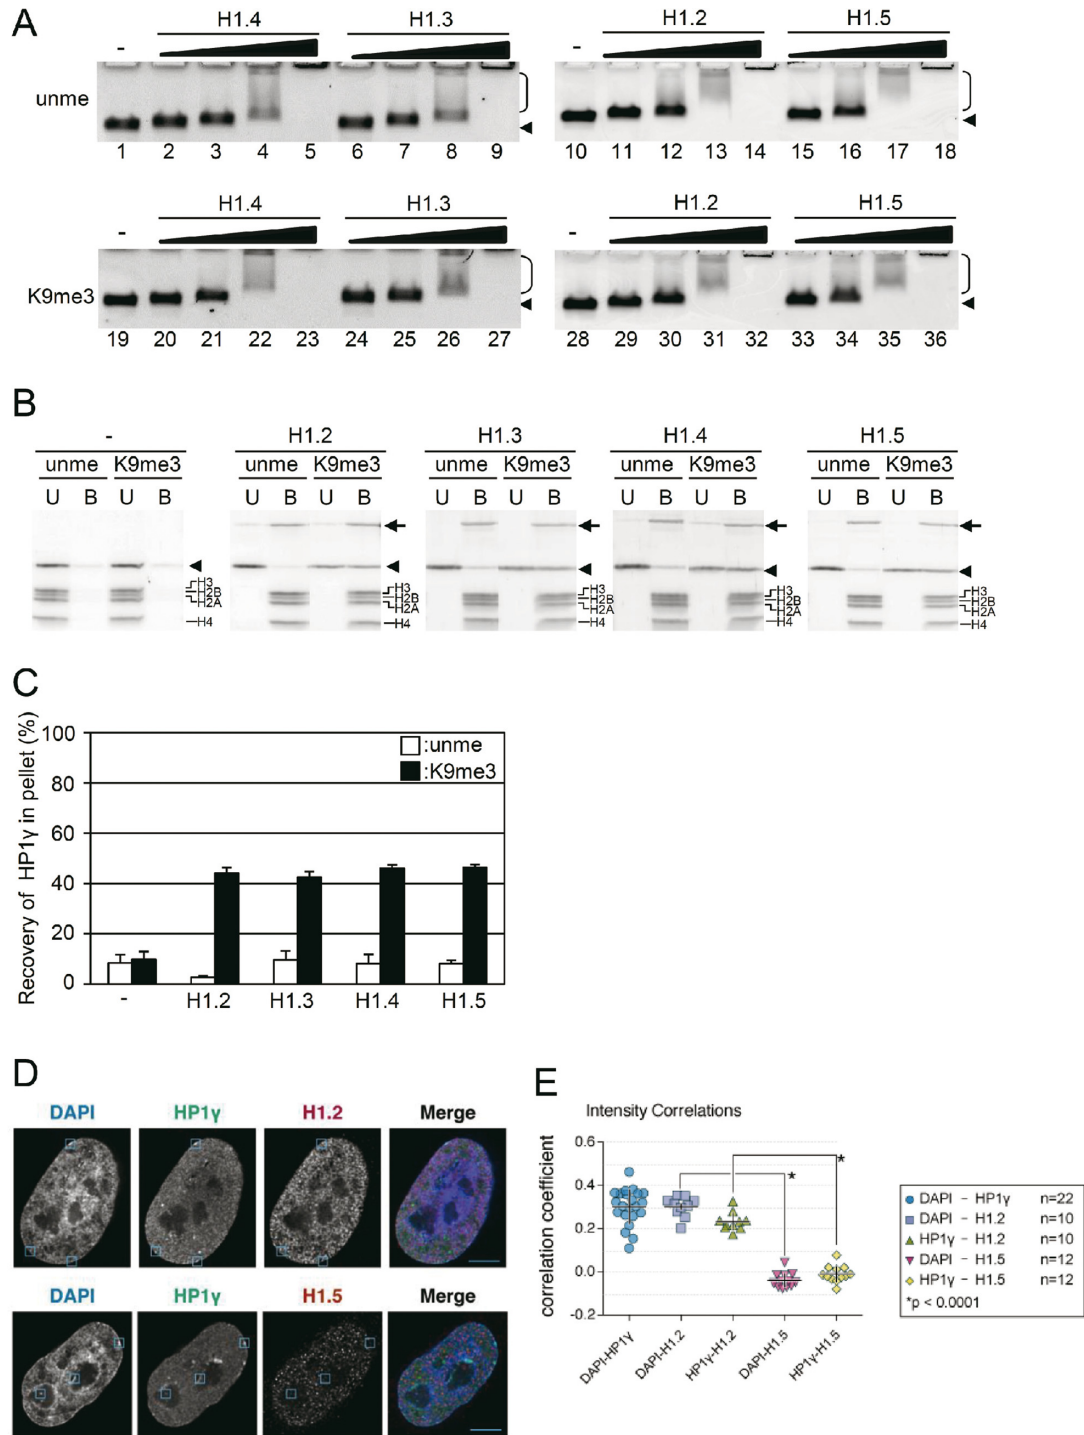 A
H1.4 H1.3 H1.2 H1.5
- -
unme
1 2 3 4 5 6 7 8 9 10 11 12 13 14 15 16 17 18
H1.4 H1.3 H1.2 H1.5
- -
K9me3
19 20 21 22 23 24 25 26 27 28 29 30 31 32 33 34 35 36
B
- H1.2 H1.3 H1.4 H1.5
unme K9me3 unme K9me3 unme K9me3 unme K9me3 unme K9me3
U B U B U B U B U B U B U B U B U B U B
H3 H3 H3 H3 H3
H2B H2B H2B H2B H2B
H2A H2A H2A H2A H2A
H4 H4 H4 H4 H4
C
Recovery of HP1γ in pellet (%)
100
80
60
40
20
0
:unme
:K9me3
- H1.2 H1.3 H1.4 H1.5
D
DAPI HP1γ H1.2 Merge
DAPI HP1γ H1.5 Merge
E
Intensity Correlations
correlation coefficient
0.6
0.4
0.2
0.0
-0.2
*
*
DAPI-HP1γ
DAPI-H1.2
HP1γ-H1.2
DAPI-H1.5
HP1γ-H1.5
DAPI - HP1γ n=22
DAPI - H1.2 n=10
HP1γ - H1.2 n=10
DAPI - H1.5 n=12
HP1γ - H1.5 n=12
*p < 0.0001